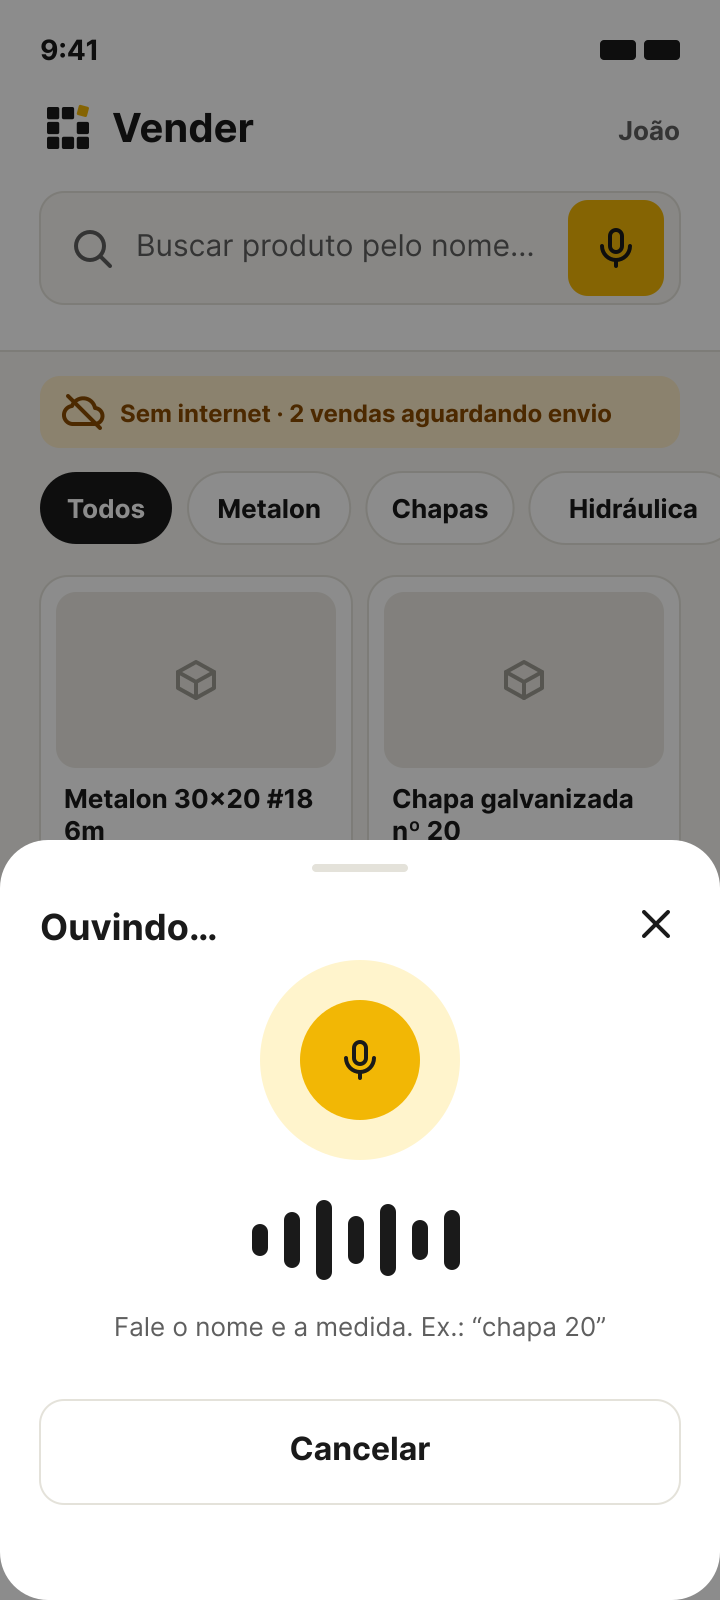 9:41
Vender
João
Buscar produto pelo nome...
Sem internet · 2 vendas aguardando envio
Todos
Metalon
Chapas
Hidráulica
Metalon 30×20 #18
6m
Chapa galvanizada
nº 20
Ouvindo...
Fale o nome e a medida. Ex.: “chapa 20”
Cancelar